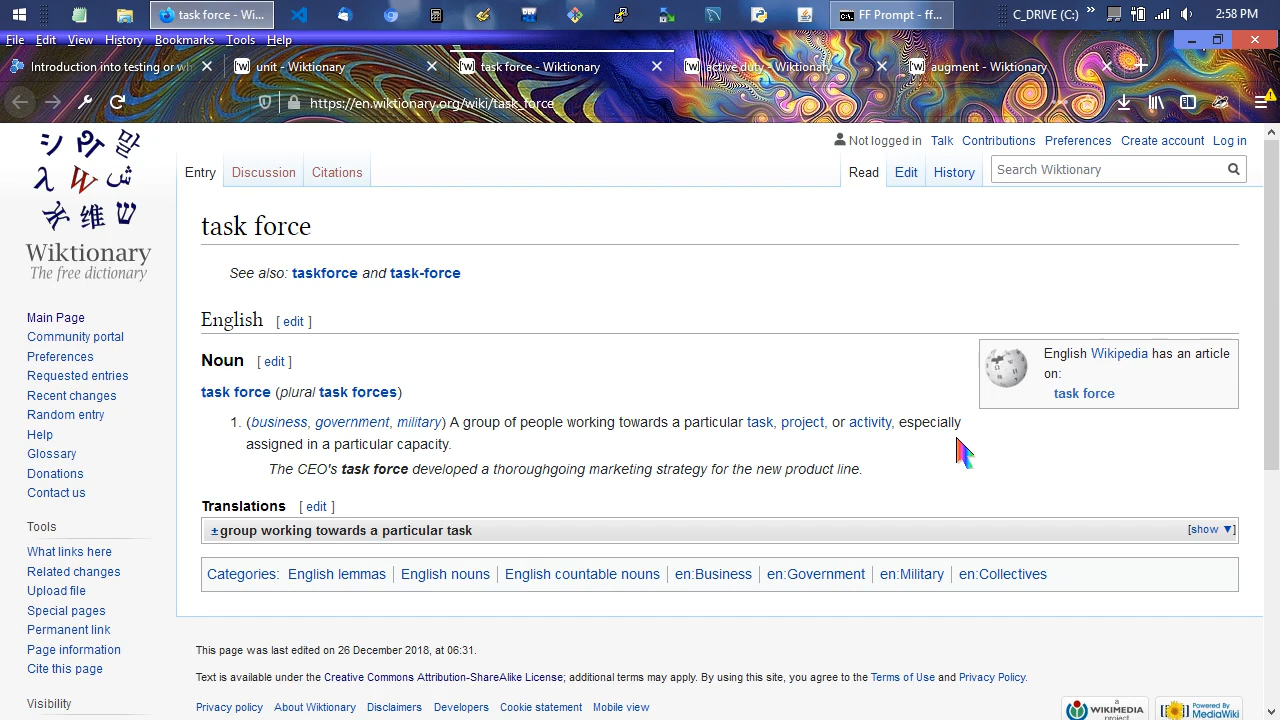 task force - Wi...
FF Prompt - ff...
C_DRIVE (C:)
2:58 PM
File Edit View History Bookmarks Tools Help
Introduction into testing or wh
unit - Wiktionary
task force - Wiktionary
active duty - Wiktionary
augment - Wiktionary
https://en.wiktionary.org/wiki/task_force
Not logged in Talk Contributions Preferences Create account Log in
Entry Discussion Citations Read Edit History Search Wiktionary
Wiktionary
The free dictionary
Main Page
Community portal
Preferences
Requested entries
Recent changes
Random entry
Help
Glossary
Donations
Contact us
Tools
What links here
Related changes
Upload file
Special pages
Permanent link
Page information
Cite this page
Visibility
task force
See also: taskforce and task-force
English [ edit ]
Noun [ edit ]
English Wikipedia has an article
on:
task force
task force (plural task forces)
1. (business, government, military) A group of people working towards a particular task, project, or activity, especially
assigned in a particular capacity.
The CEO's task force developed a thoroughgoing marketing strategy for the new product line.
Translations [ edit ]
±group working towards a particular task [show ▼]
Categories: English lemmas | English nouns | English countable nouns | en:Business | en:Government | en:Military | en:Collectives
This page was last edited on 26 December 2018, at 06:31.
Text is available under the Creative Commons Attribution-ShareAlike License; additional terms may apply. By using this site, you agree to the Terms of Use and Privacy Policy.
Privacy policy About Wiktionary Disclaimers Developers Cookie statement Mobile view
a
WIKIMEDIA
project
Powered By
MediaWiki